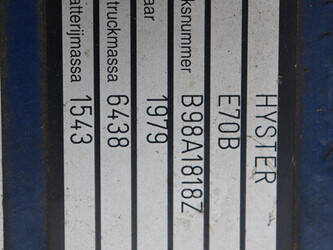 HYSTER
E70B
ksnummer B98A1818Z
aar 1979
truckmassa 6438
atterijmassa 1543